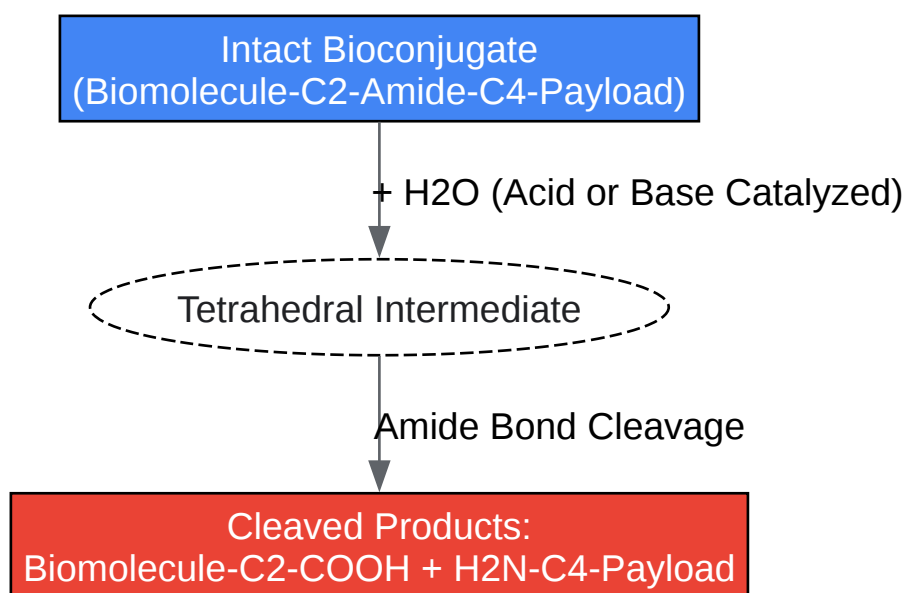 Intact Bioconjugate
(Biomolecule-C2-Amide-C4-Payload)
+ H2O (Acid or Base Catalyzed)
Tetrahedral Intermediate
Amide Bond Cleavage
Cleaved Products:
Biomolecule-C2-COOH + H2N-C4-Payload